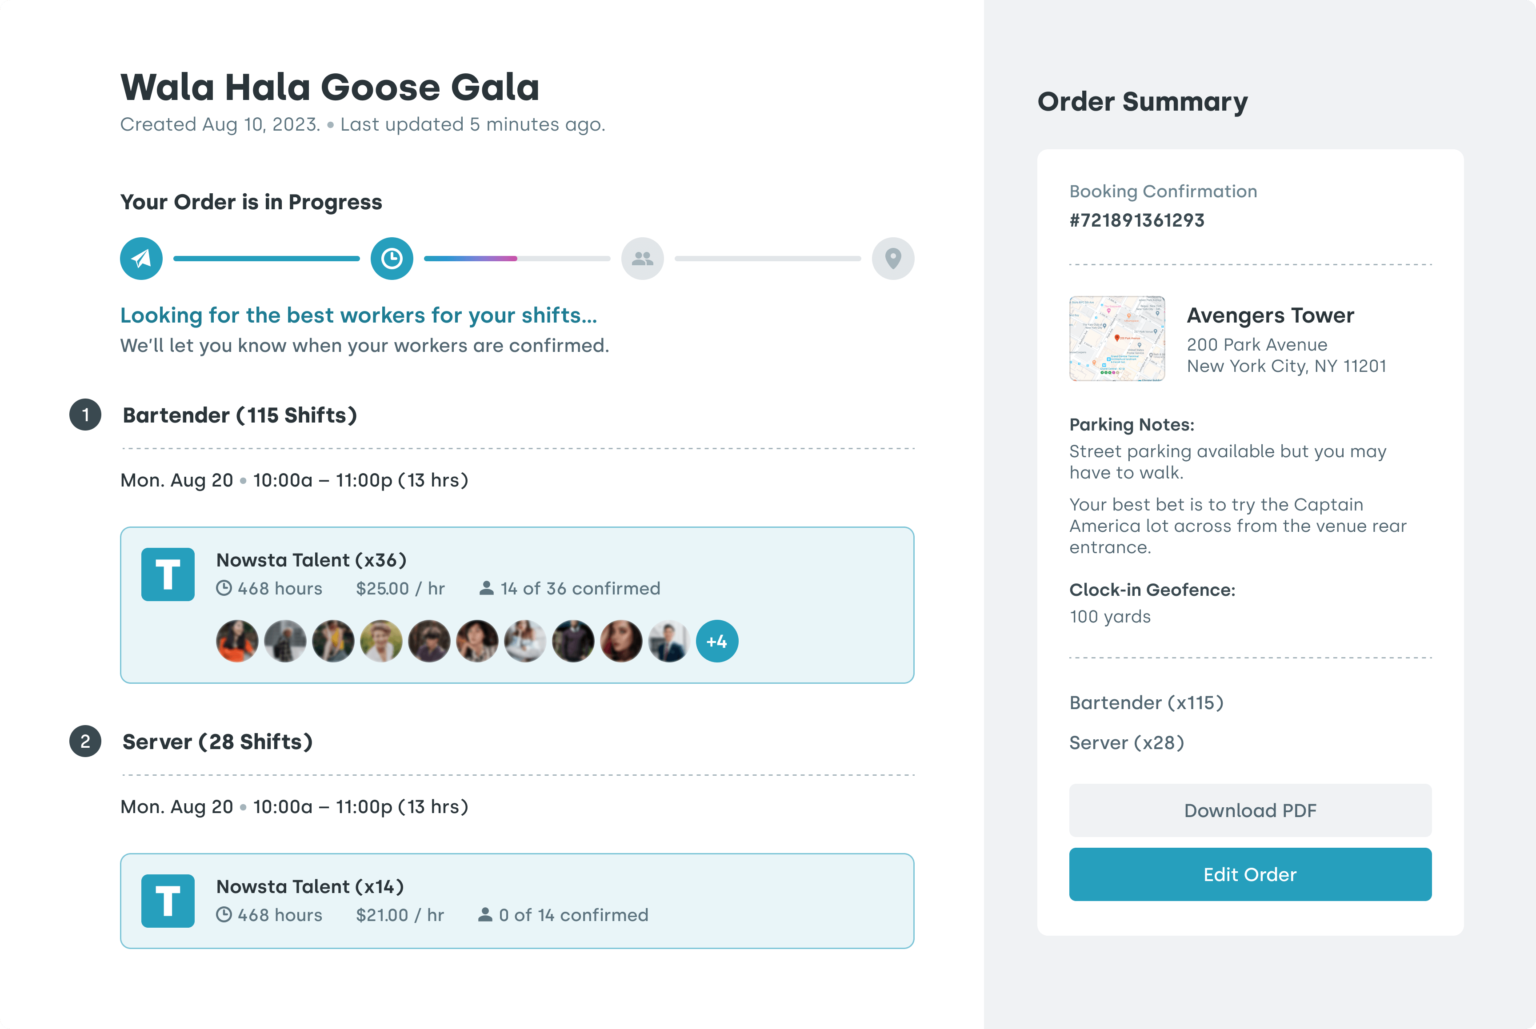 Wala Hala Goose Gala
Created Aug 10, 2023. • Last updated 5 minutes ago.
Your Order is in Progress
Looking for the best workers for your shifts...
We'll let you know when your workers are confirmed.
1 Bartender (115 Shifts)
Mon. Aug 20 • 10:00a – 11:00p (13 hrs)
T
Nowsta Talent (x36)
468 hours $25.00 / hr 14 of 36 confirmed
+4
2 Server (28 Shifts)
Mon. Aug 20 • 10:00a – 11:00p (13 hrs)
T
Nowsta Talent (x14)
468 hours $21.00 / hr 0 of 14 confirmed
Order Summary
Booking Confirmation
#721891361293
Avengers Tower
200 Park Avenue
New York City, NY 11201
Parking Notes:
Street parking available but you may
have to walk.
Your best bet is to try the Captain
America lot across from the venue rear
entrance.
Clock-in Geofence:
100 yards
Bartender (x115)
Server (x28)
Download PDF
Edit Order